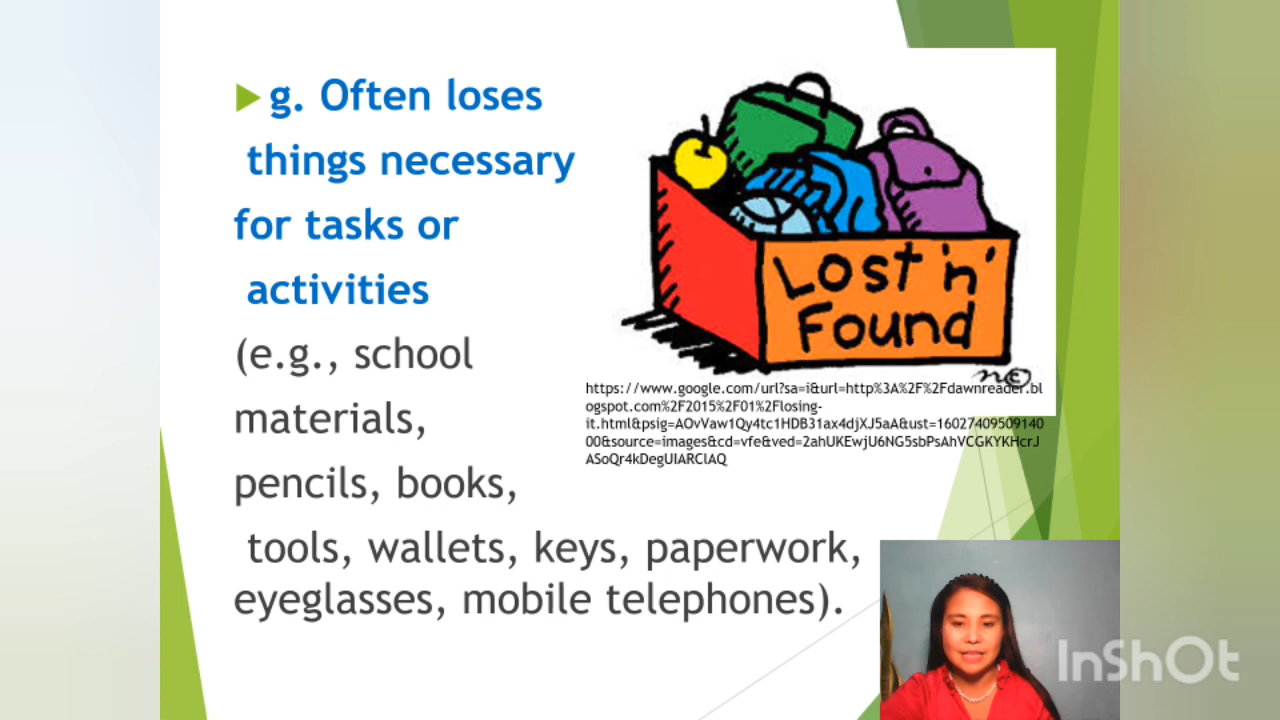 g. Often loses
things necessary
for tasks or
activities
(e.g., school
materials,
pencils, books,
tools, wallets, keys, paperwork,
eyeglasses, mobile telephones).
Lost 'n'
Found
https://www.google.com/url?sa=i&url=http%3A%2F%2Fdawnreader.bl
ogspot.com%2F2015%2F01%2Flosing-
it.html&psig=AOvVaw1Qy4tc1HDB31ax4djXJ5aA&ust=16027409509140
00&source=images&cd=vfe&ved=2ahUKEwjU6NG5sbPsAhVCGKYKHcrJ
ASoQr4kDegUIARClAQ
InShOt